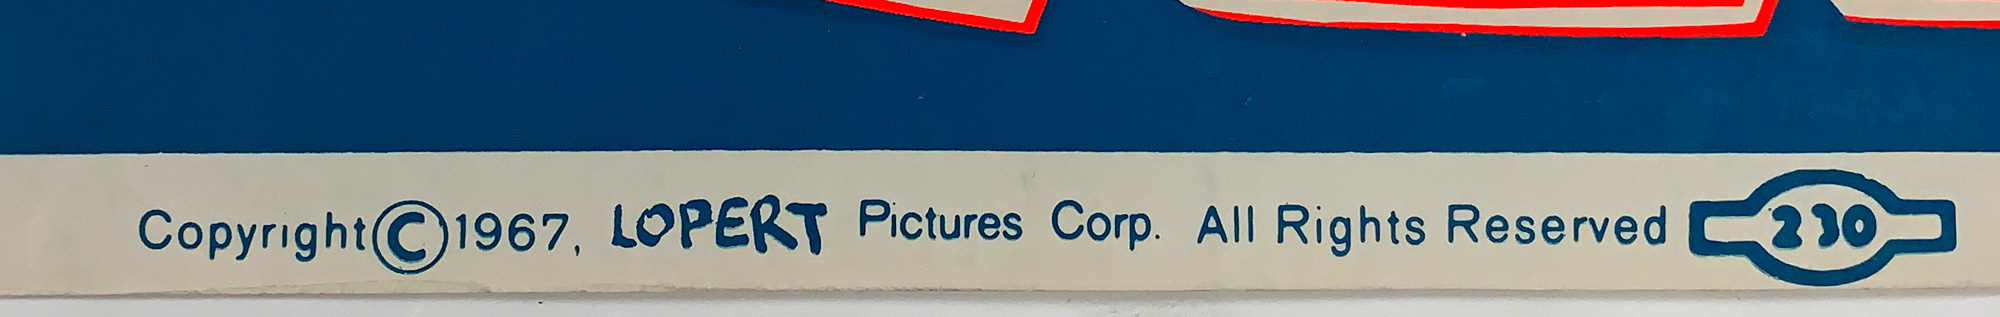 Copyright©1967, LOPERT Pictures Corp. All Rights Reserved 230